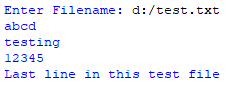 Enter Filename: d:/test.txt
abcd
testing
12345
Last line in this test file